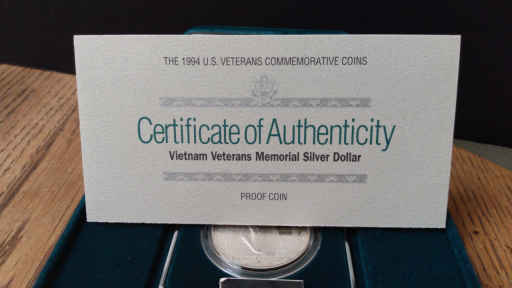 THE 1994 U.S. VETERANS COMMEMORATIVE COINS
Certificate of Authenticity
Vietnam Veterans Memorial Silver Dollar
PROOF COIN